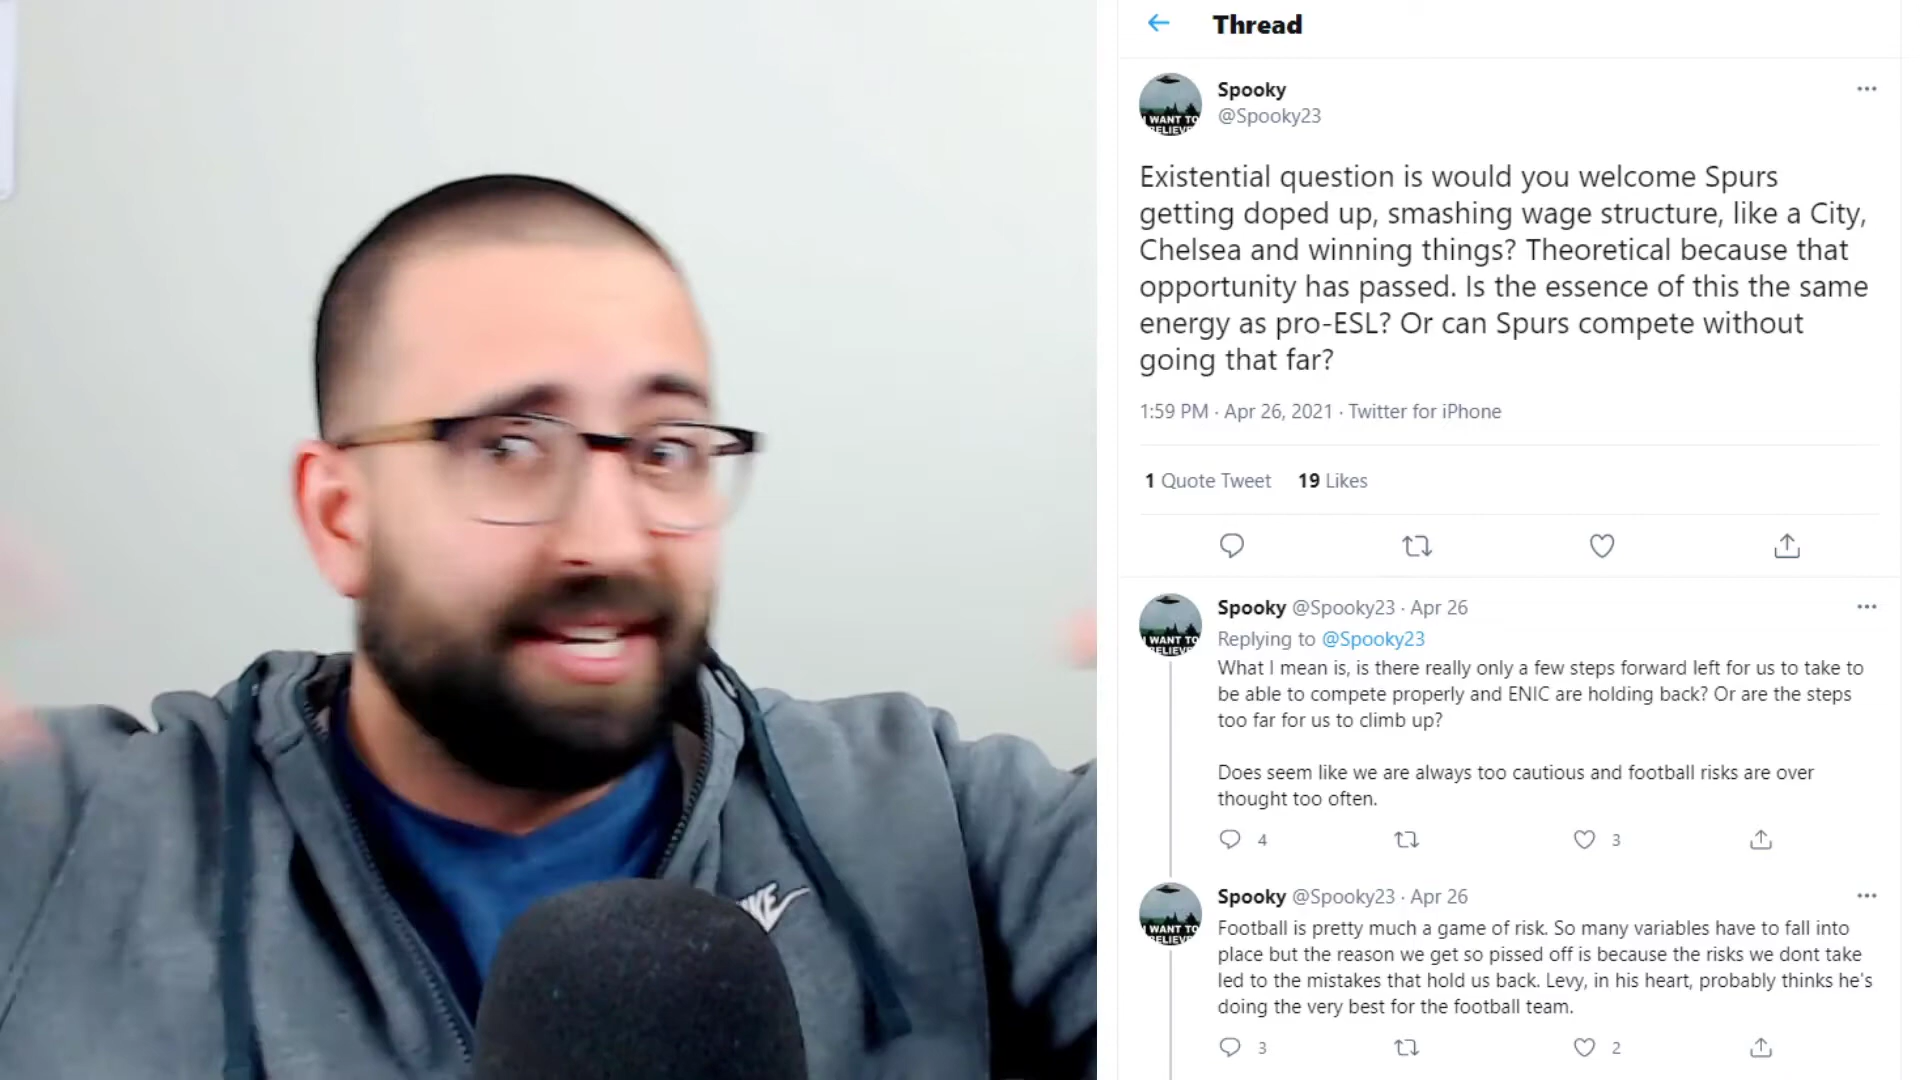 Thread
Spooky
@Spooky23
Existential question is would you welcome Spurs
getting doped up, smashing wage structure, like a City,
Chelsea and winning things? Theoretical because that
opportunity has passed. Is the essence of this the same
energy as pro-ESL? Or can Spurs compete without
going that far?
1:59 PM · Apr 26, 2021 · Twitter for iPhone
1 Quote Tweet 19 Likes
Spooky @Spooky23 · Apr 26
Replying to @Spooky23
What I mean is, is there really only a few steps forward left for us to take to
be able to compete properly and ENIC are holding back? Or are the steps
too far for us to climb up?
Does seem like we are always too cautious and football risks are over
thought too often.
4 3
Spooky @Spooky23 · Apr 26
Football is pretty much a game of risk. So many variables have to fall into
place but the reason we get so pissed off is because the risks we dont take
led to the mistakes that hold us back. Levy, in his heart, probably thinks he's
doing the very best for the football team.
3 2
I WANT TO
BELIEVE
I WANT TO
BELIEVE
I WANT TO
BELIEVE